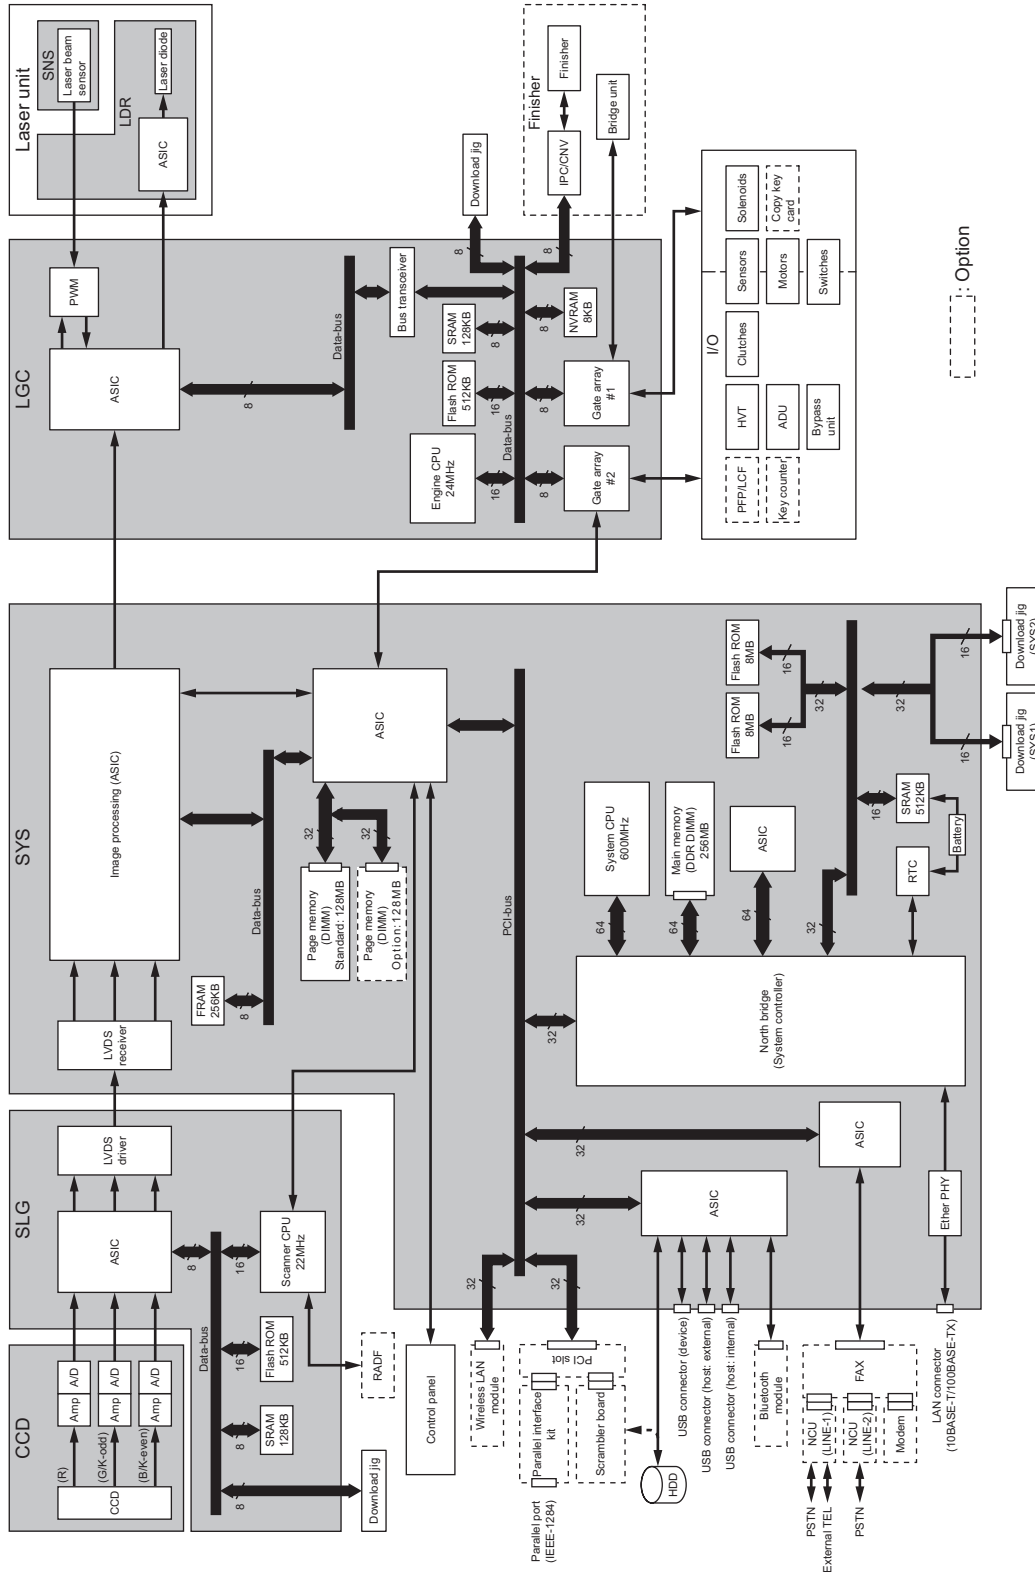 CCD
CCD
(R)
(G/K-odd)
(B/K-even)
Amp
A/D
Amp
A/D
Amp
A/D
SLG
ASIC
LVDS
driver
Data-bus
8
16
Scanner CPU
22MHz
16
Flash ROM
512KB
8
SRAM
128KB
8
Download jig
RADF
Control panel
SYS
LVDS
receiver
Image processing (ASIC)
FRAM
256KB
8
Data-bus
ASIC
32
Page memory
(DIMM)
Standard: 128MB
32
Page memory
(DIMM)
Option:128MB
PCI-bus
32
Wireless LAN
module
32
PCI slot
Parallel interface
kit
Scrambler board
Parallel port
(IEEE-1284)
HDD
32
ASIC
USB connector (device)
USB connector (host: external)
USB connector (host: internal)
Bluetooth
module
32
ASIC
FAX
NCU
(LINE-1)
NCU
(LINE-2)
Modem
PSTN
External TEL
PSTN
Ether PHY
LAN connector
(10BASE-T/100BASE-TX)
32
North bridge
(System controller)
64
System CPU
600MHz
64
Main memory
(DDR DIMM)
256MB
64
ASIC
32
RTC
Battery
16
SRAM
512KB
32
16
Flash ROM
8MB
16
Flash ROM
8MB
32
16
Download jig
(SYS1)
16
Download jig
(SYS2)
LGC
ASIC
PWM
8
Data-bus
Bus transceiver
Engine CPU
24MHz
16
Flash ROM
512KB
16
SRAM
128KB
8
Data-bus
8
Download jig
8
Gate array
#2
8
Gate array
#1
8
NVRAM
8KB
8
Laser unit
SNS
Laser beam
sensor
LDR
ASIC
Laser diode
Finisher
IPC/CNV
Finisher
Bridge unit
I/O
PFP/LCF
HVT
Clutches
Sensors
Solenoids
Key counter
ADU
Motors
Copy key
card
Bypass
unit
Switches
: Option